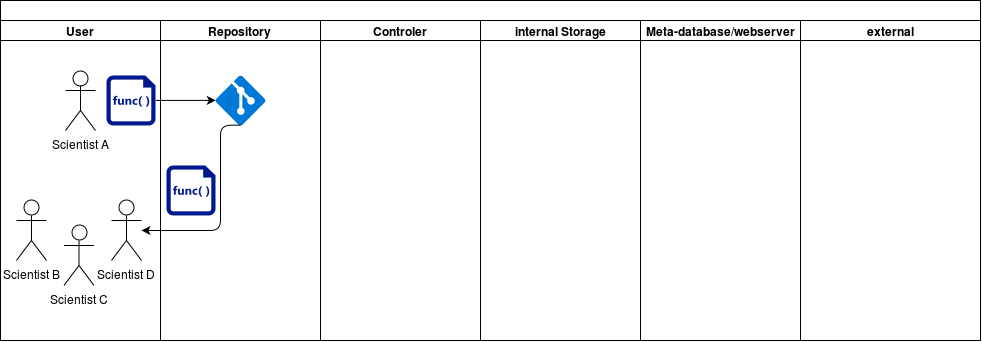 User
Repository
Controler
internal Storage
Meta-database/webserver
external
func( )
Scientist A
func( )
Scientist B
Scientist D
Scientist C